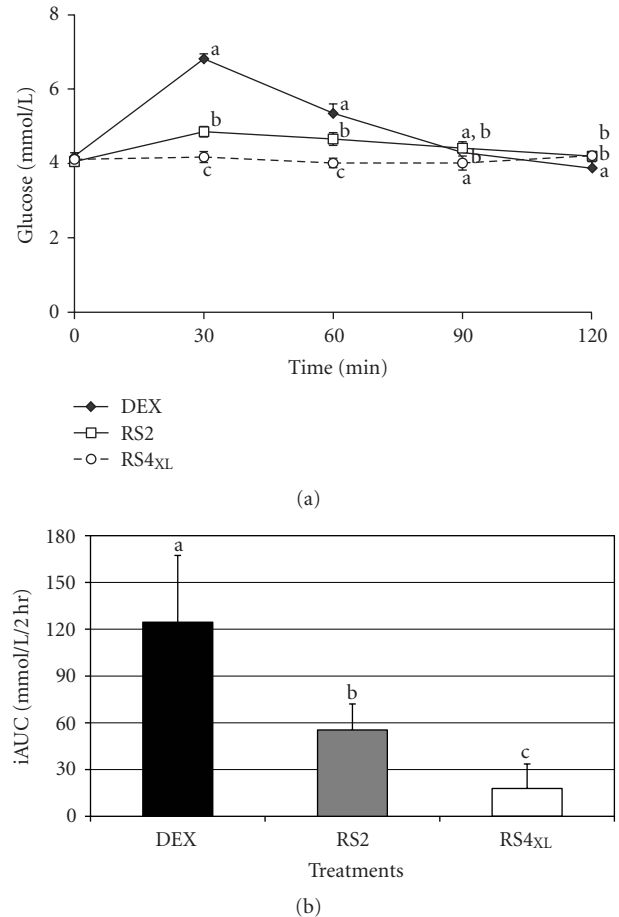 8
a
6
a
b
a, b
b
b
4
b
b
c
c
a
a
2
0
Glucose (mmol/L)
0
30
60
90
120
Time (min)
DEX
RS2
RS4XL
(a)
180
a
150
120
90
b
60
c
30
0
iAUC (mmol/L/2 hr)
DEX
RS2
RS4XL
Treatments
(b)